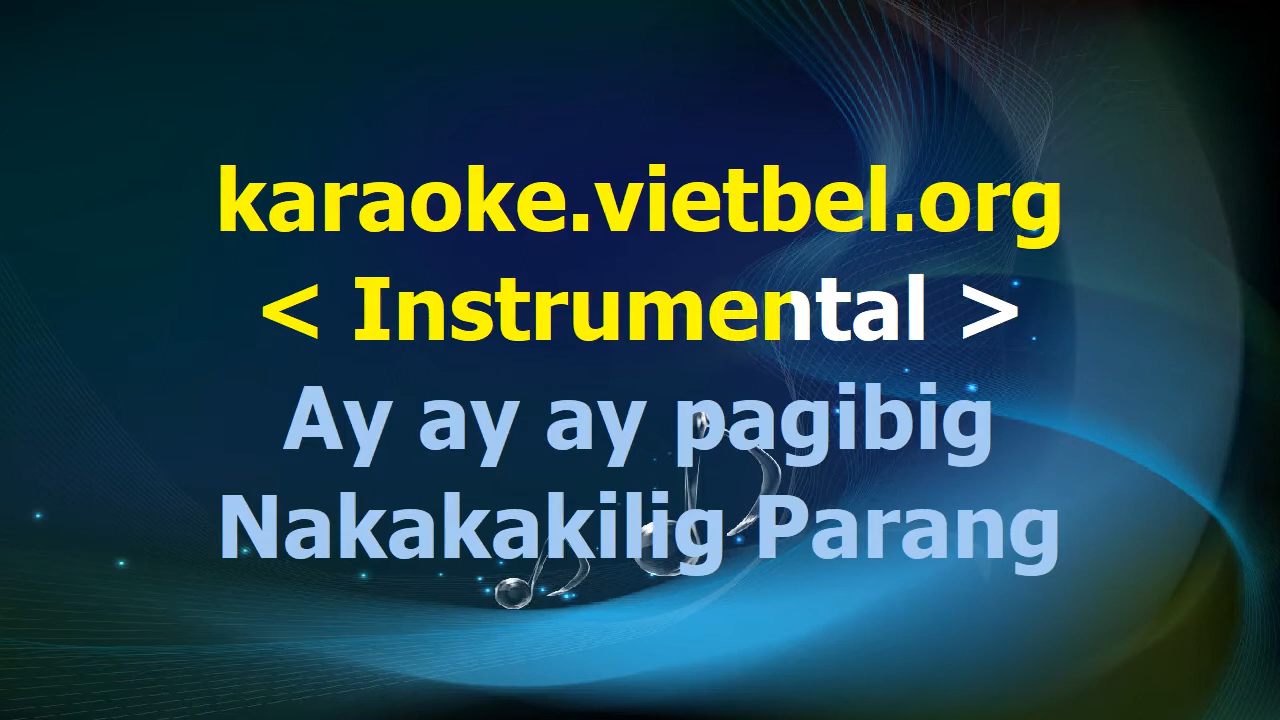 karaoke.vietbel.org
< Instrumental >
Ay ay ay pagibig
Nakakakilig Parang